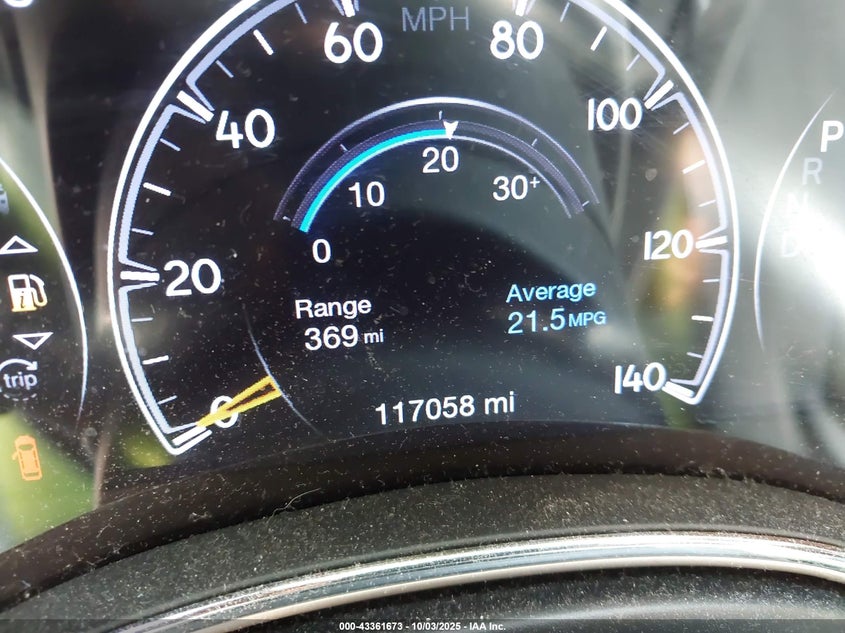 MPH
60
80
40
100
20
120
0
140
10
20
30+
0
Range
369 mi
Average
21.5 MPG
117058 mi
trip
P
R
N
D
000-43361673 - 10/03/2025 - IAA Inc.